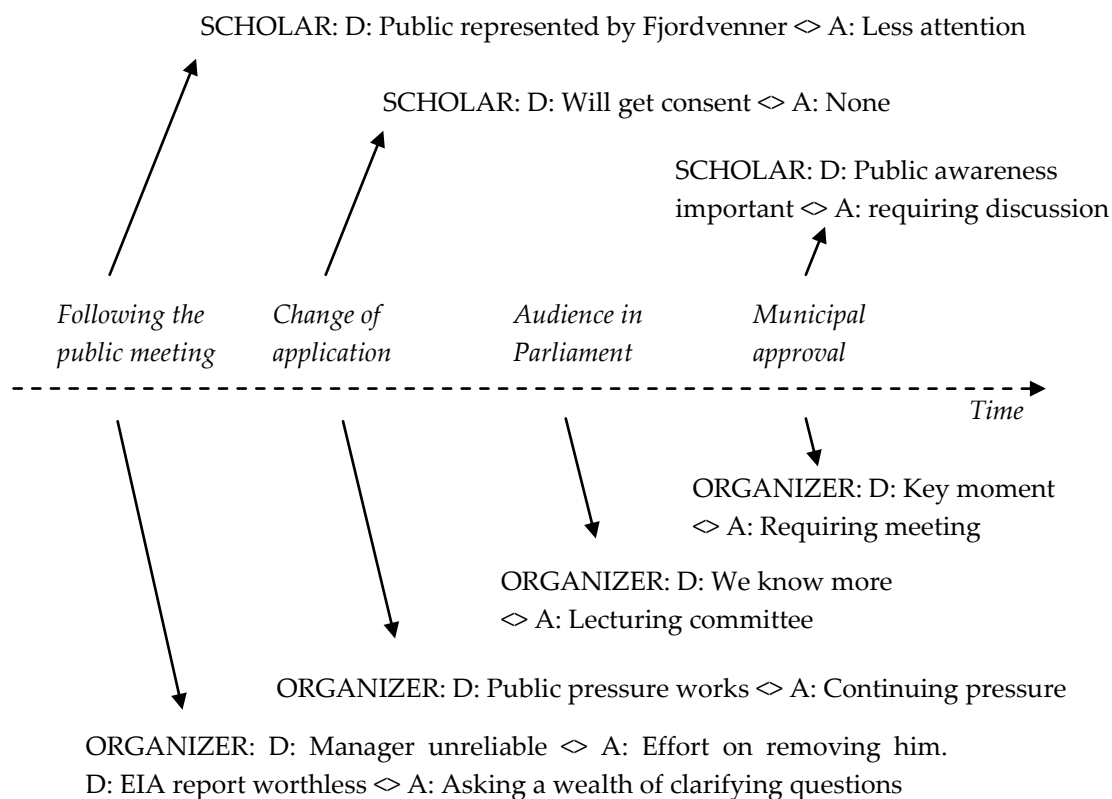 SCHOLAR: D: Public represented by Fjordvenner <> A: Less attention
SCHOLAR: D: Will get consent <> A: None
SCHOLAR: D: Public awareness
important <> A: requiring discussion
Following the
public meeting
Change of
application
Audience in
Parliament
Municipal
approval
Time
ORGANIZER: D: Key moment
<> A: Requiring meeting
ORGANIZER: D: We know more
<> A: Lecturing committee
ORGANIZER: D: Public pressure works <> A: Continuing pressure
ORGANIZER: D: Manager unreliable <> A: Effort on removing him.
D: EIA report worthless <> A: Asking a wealth of clarifying questions